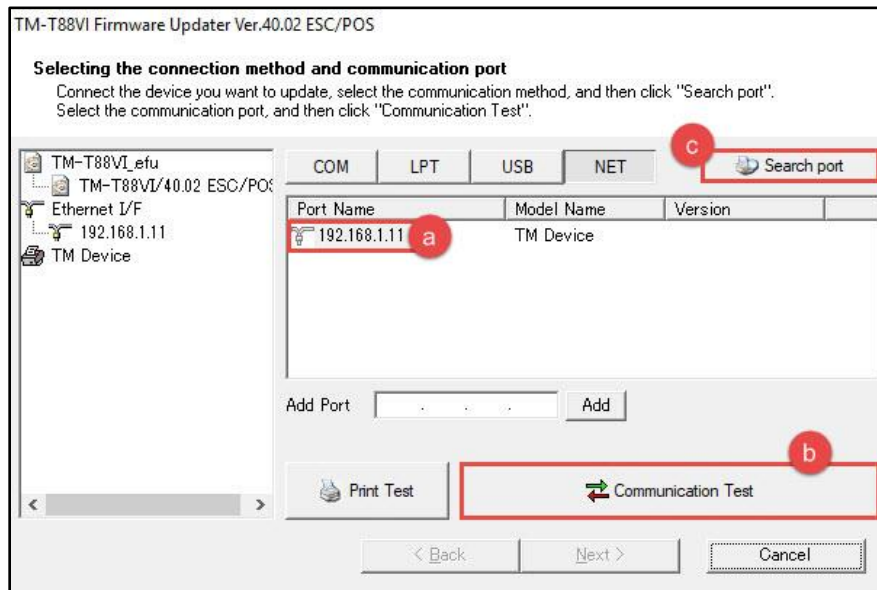 TM-T88VI Firmware Updater Ver.40.02 ESC/POS
Selecting the connection method and communication port
Connect the device you want to update, select the communication method, and then click "Search port".
Select the communication port, and then click "Communication Test".
TM-T88VI_efu
TM-T88VI/40.02 ESC/POS
Ethernet I/F
192.168.1.11
TM Device
COM LPT USB NET c Search port
Port Name Model Name Version
192.168.1.11 a TM Device
Add Port . . . Add
b
Print Test Communication Test
< >
< Back Next > Cancel